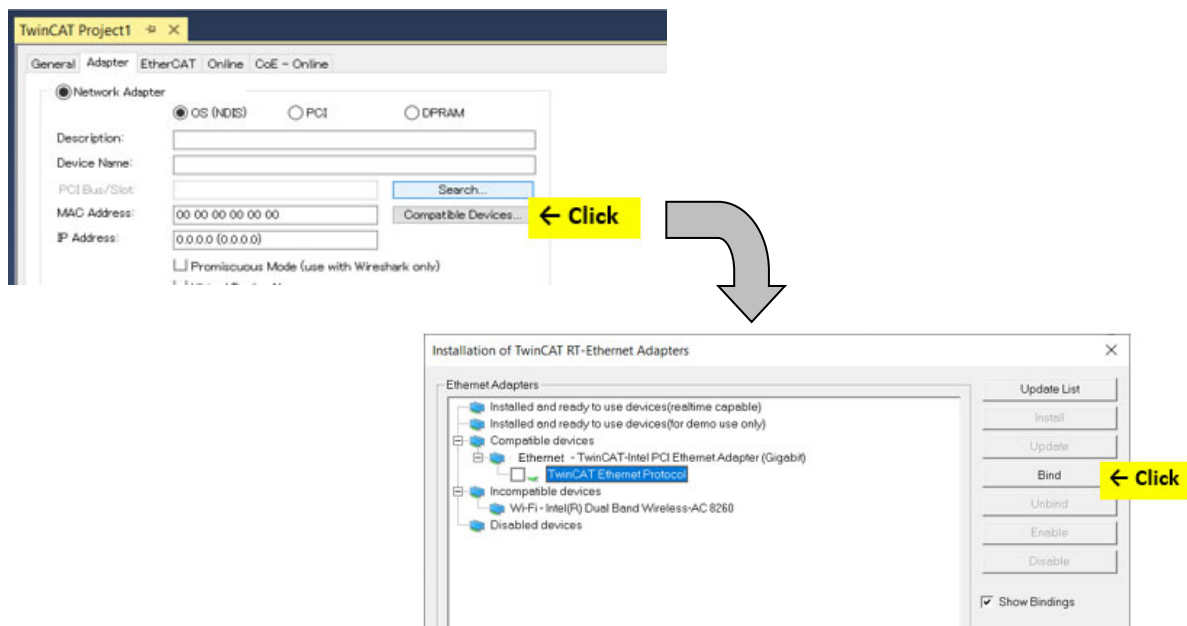 TwinCAT Project1
General Adapter EtherCAT Online CoE - Online
Network Adapter
OS (NDIS) PCI DPRAM
Description:
Device Name:
PCI Bus/Slot: Search...
MAC Address: 00 00 00 00 00 00 Compatible Devices...
← Click
IP Address: 0.0.0.0 (0.0.0.0)
Promiscuous Mode (use with Wireshark only)
Installation of TwinCAT RT-Ethernet Adapters
Ethernet Adapters
Installed and ready to use devices(realtime capable)
Installed and ready to use devices(for demo use only)
Compatible devices
Ethernet - TwinCAT-Intel PCI Ethernet Adapter (Gigabit)
TwinCAT Ethernet Protocol
Incompatible devices
Wi-Fi - Intel(R) Dual Band Wireless-AC 8260
Disabled devices
Update List
Install
Update
Bind
← Click
Unbind
Enable
Disable
Show Bindings